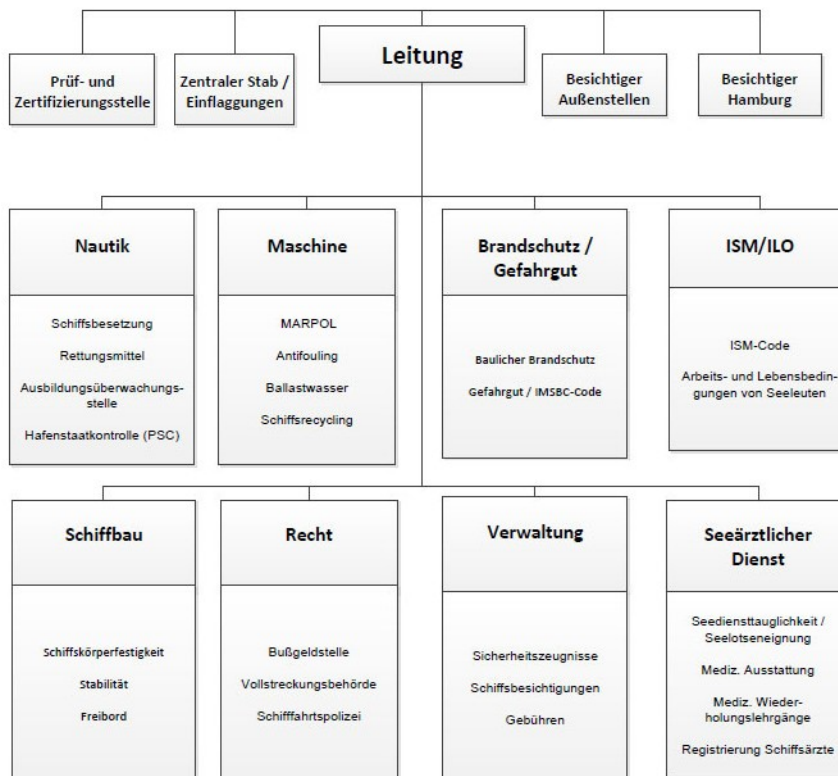 Leitung
Prüf- und
Zertifizierungsstelle
Zentraler Stab /
Einflaggungen
Besichtiger
Außenstellen
Besichtiger
Hamburg
Nautik
Schiffsbesetzung
Rettungsmittel
Ausbildungsüberwachungs-
stelle
Hafenstaatkontrolle (PSC)
Maschine
MARPOL
Antifouling
Ballastwasser
Schiffsrecycling
Brandschutz /
Gefahrgut
Baulicher Brandschutz
Gefahrgut / IMSBC-Code
ISM/ILO
ISM-Code
Arbeits- und Lebensbedin-
gungen von Seeleuten
Schiffbau
Schiffskörperfestigkeit
Stabilität
Freibord
Recht
Bußgeldstelle
Vollstreckungsbehörde
Schifffahrtspolizei
Verwaltung
Sicherheitszeugnisse
Schiffsbesichtigungen
Gebühren
Seeärztlicher
Dienst
Seediensttauglichkeit /
Seelotseneignung
Mediz. Ausstattung
Mediz. Wieder-
holungslehrgänge
Registrierung Schiffsärzte